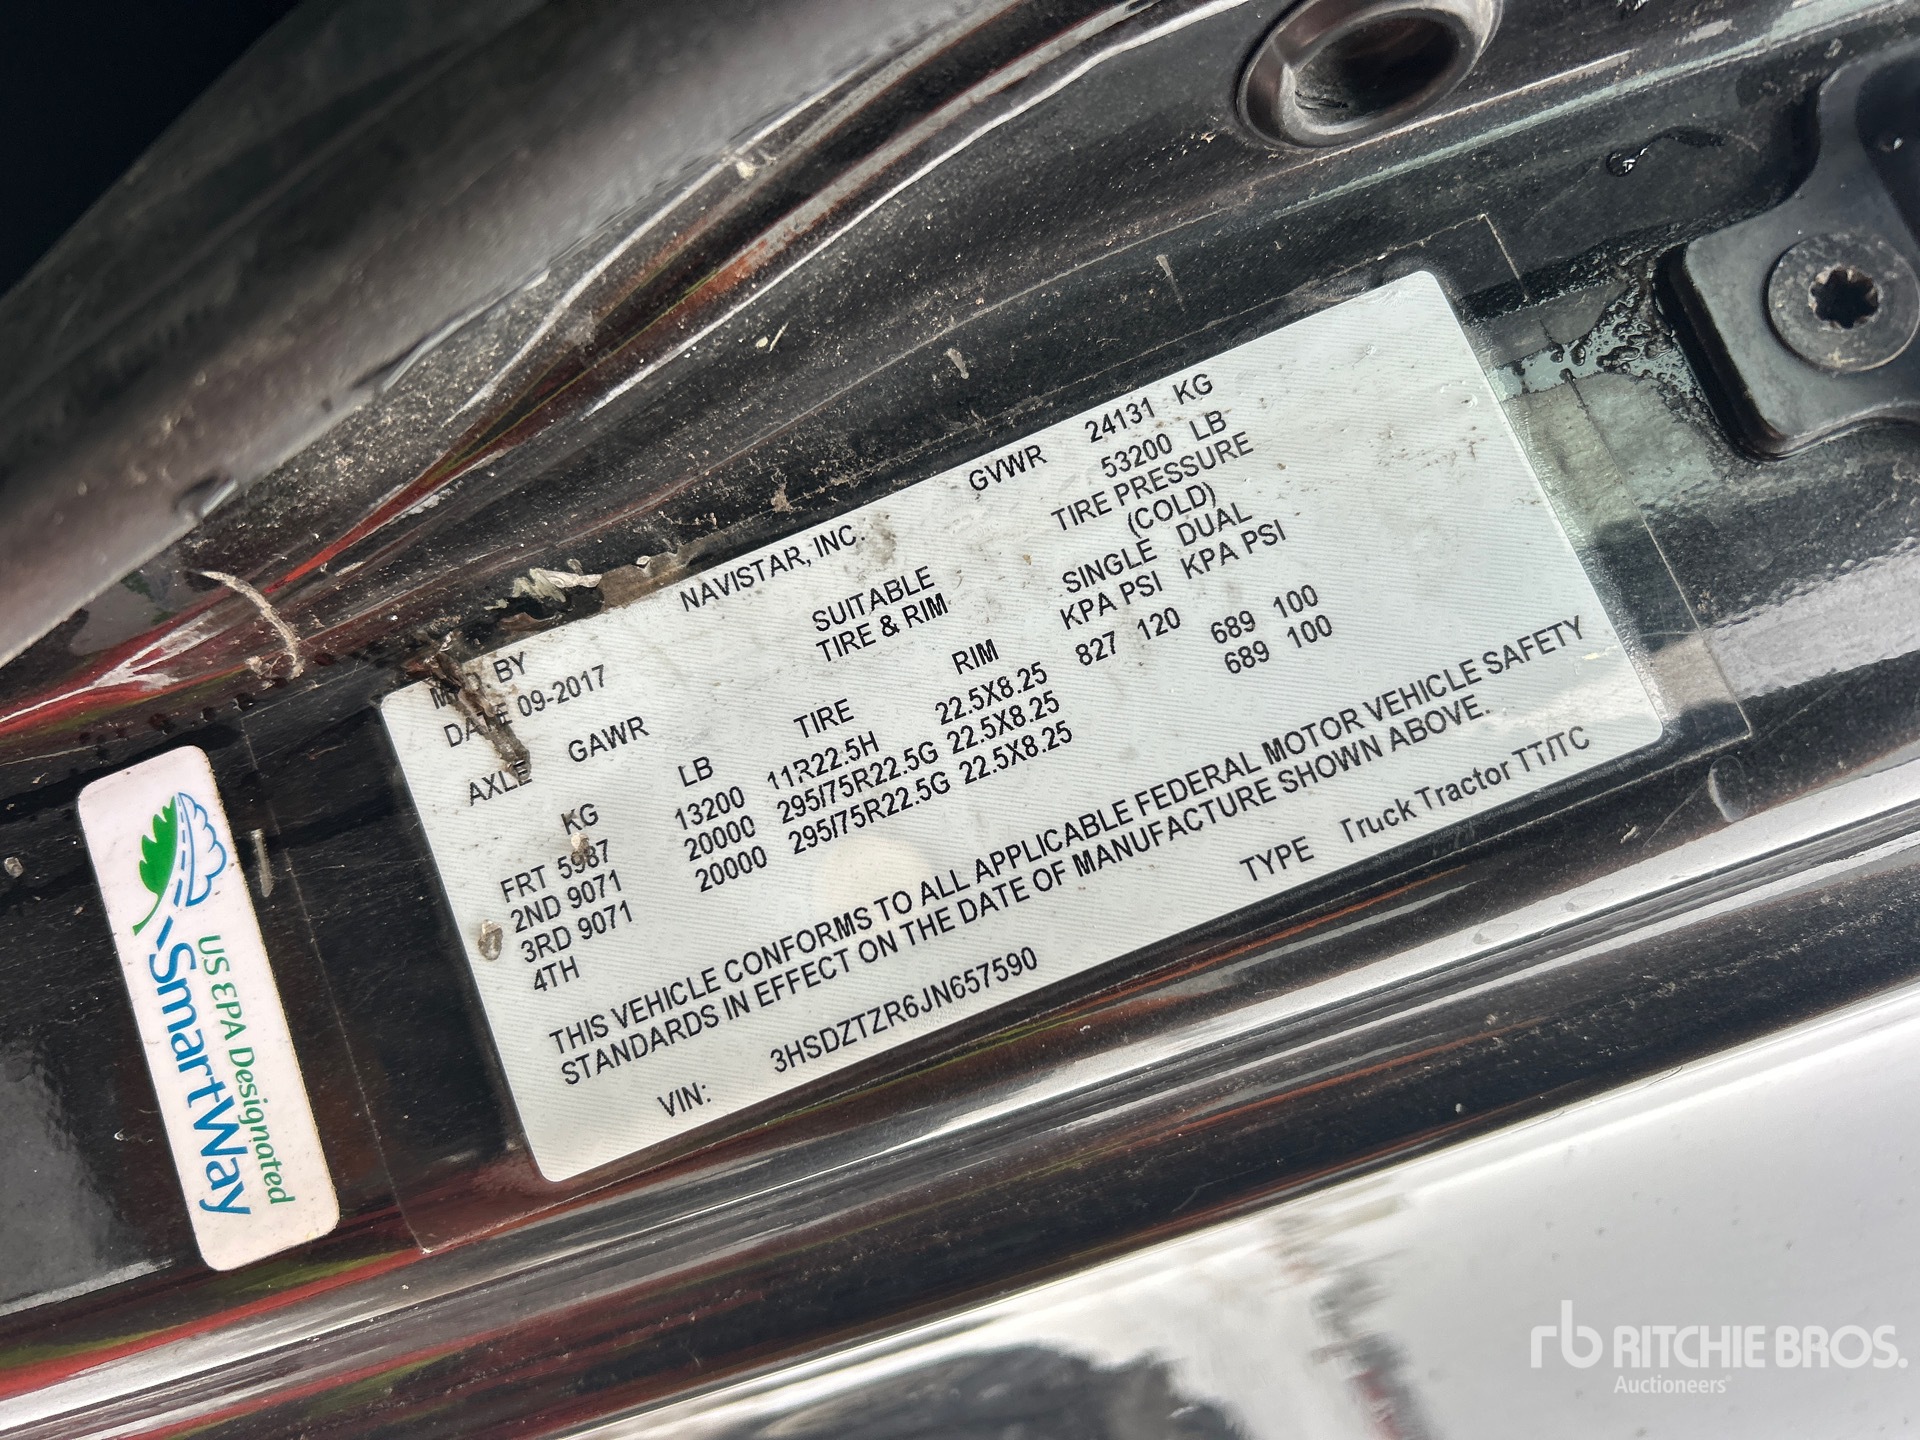 MFD. BY NAVISTAR, INC. GVWR 24131 KG
DATE 09-2017 53200 LB
AXLE GAWR SUITABLE TIRE PRESSURE
TIRE & RIM (COLD)
SINGLE DUAL
KG LB TIRE RIM KPA PSI KPA PSI
FRT 5987 13200 11R22.5H 22.5X8.25 827 120
2ND 9071 20000 295/75R22.5G 22.5X8.25 689 100
3RD 9071 20000 295/75R22.5G 22.5X8.25 689 100
4TH
THIS VEHICLE CONFORMS TO ALL APPLICABLE FEDERAL MOTOR VEHICLE SAFETY
STANDARDS IN EFFECT ON THE DATE OF MANUFACTURE SHOWN ABOVE.
VIN: 3HSDZTZR6JN657590 TYPE Truck Tractor TT/TC
US EPA Designated
SmartWay
rb RITCHIE BROS.
Auctioneers